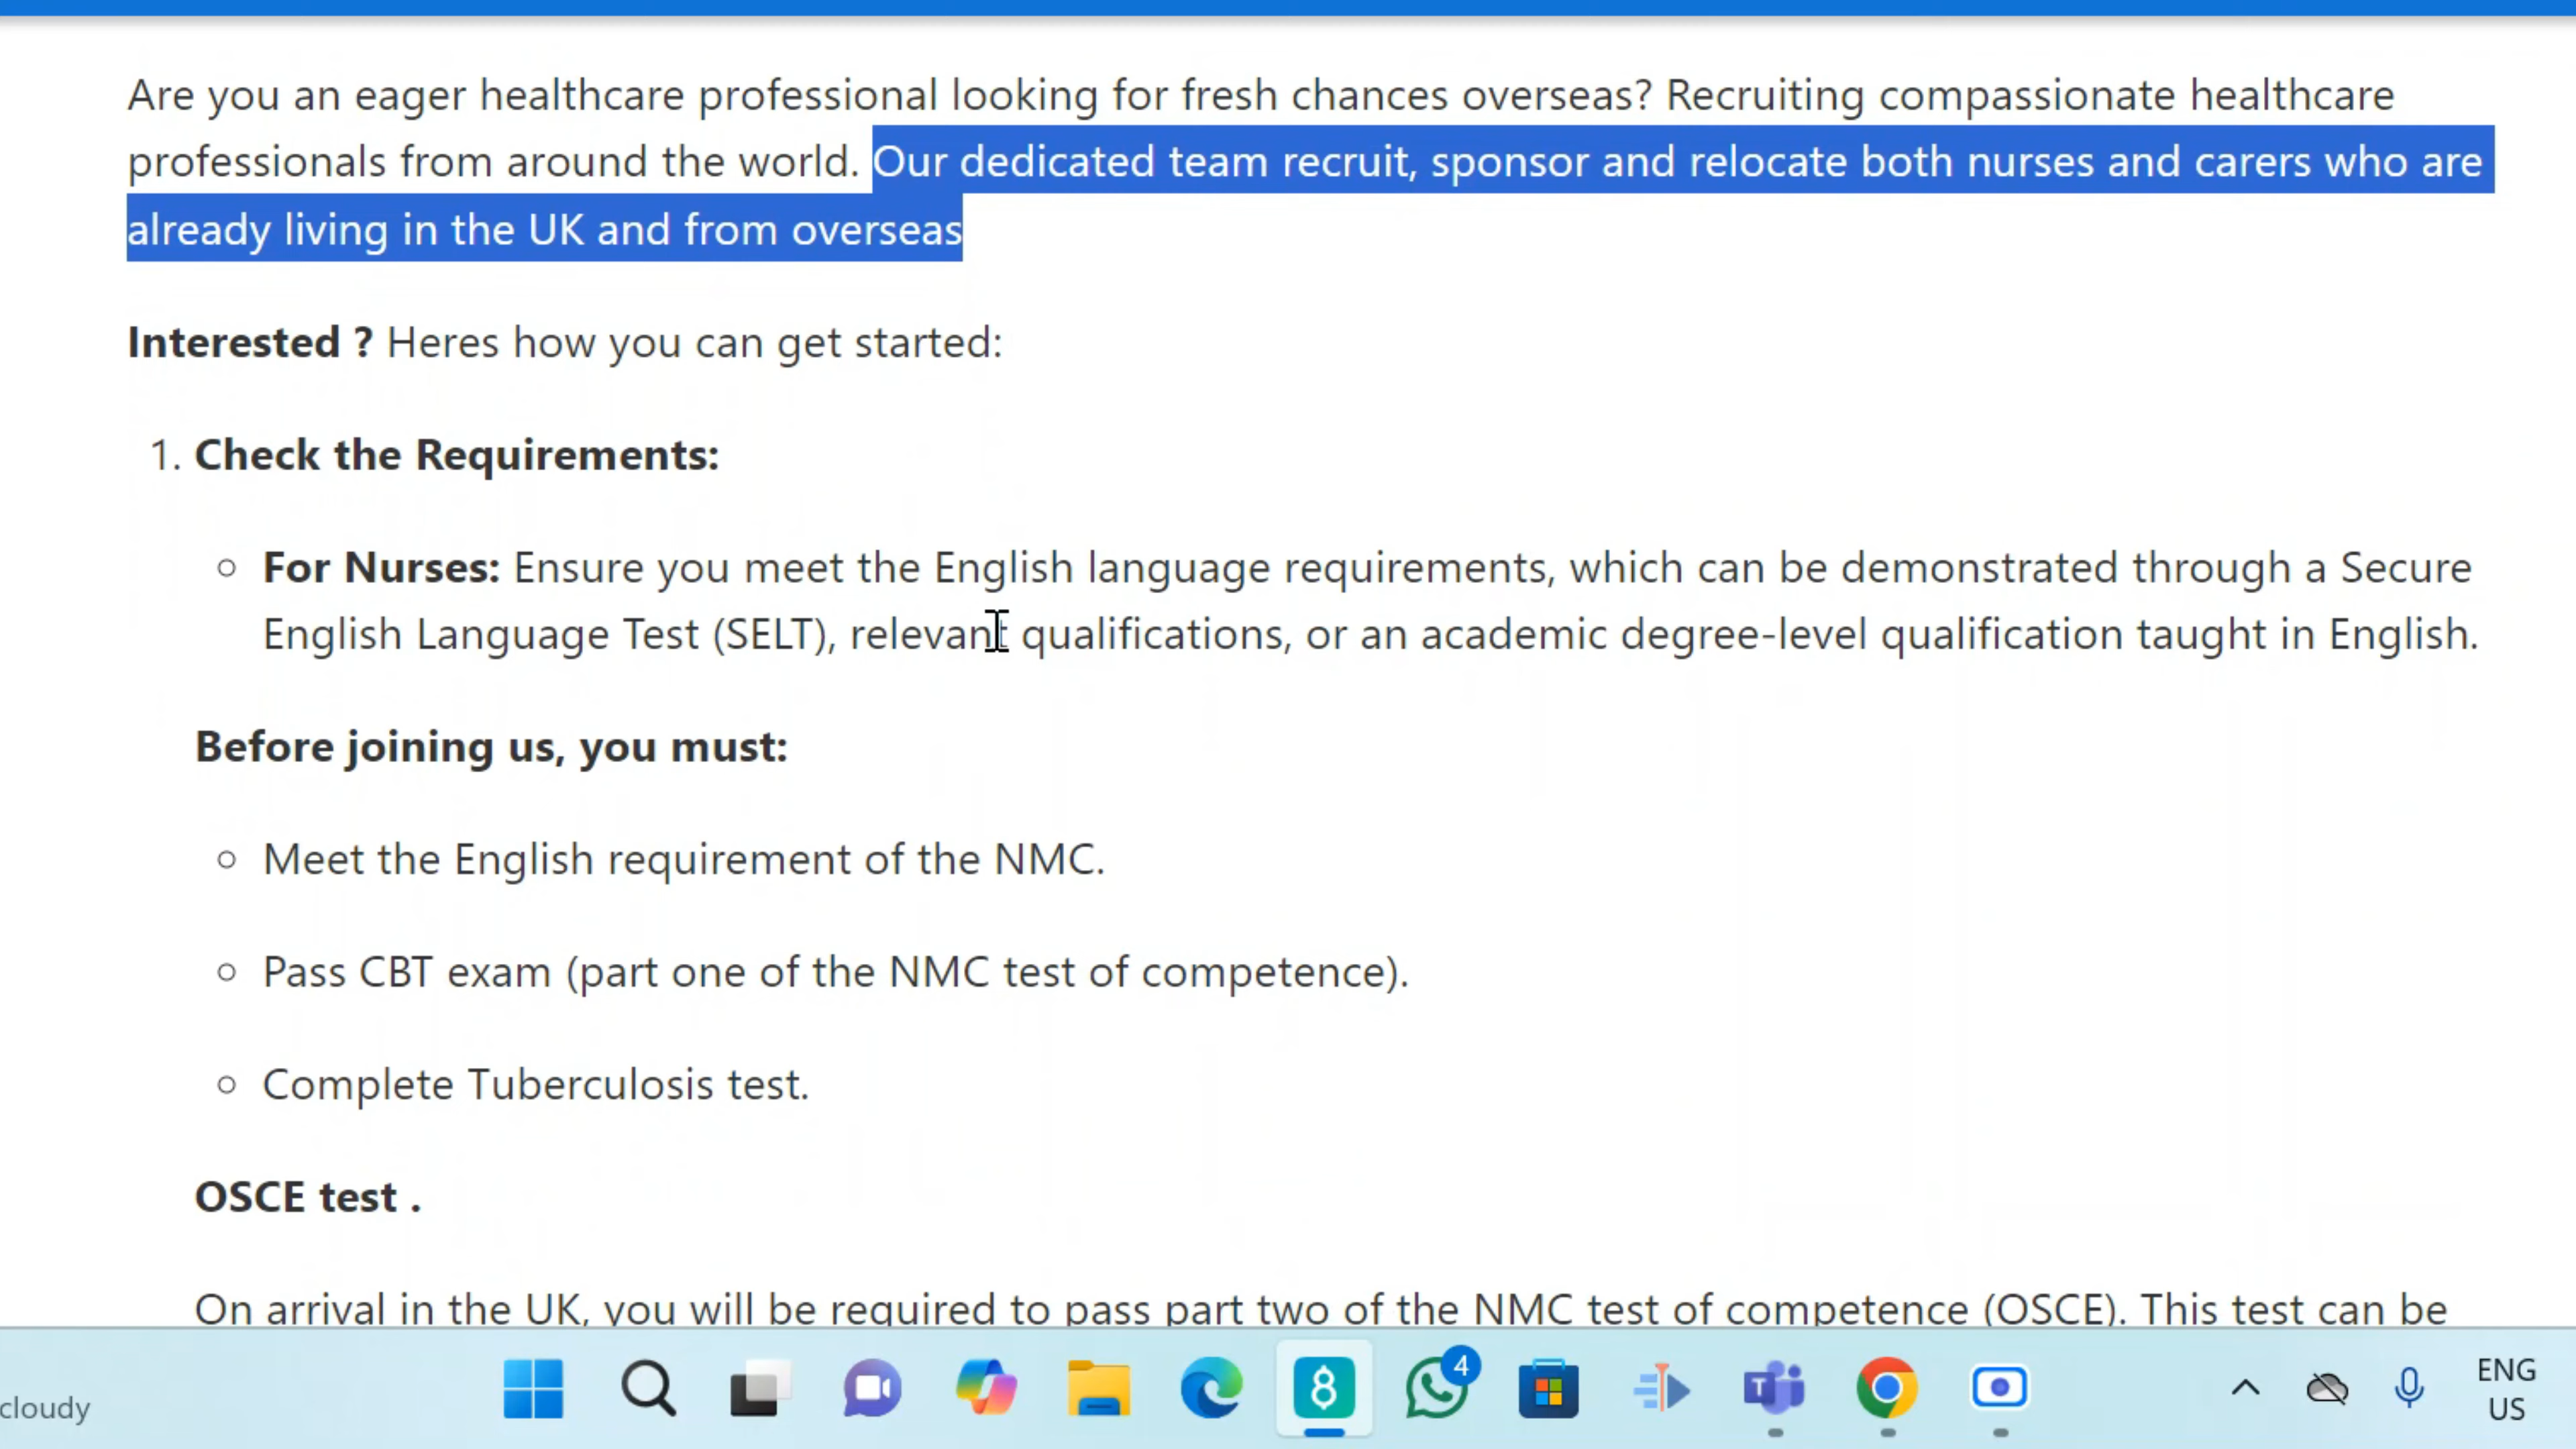 Are you an eager healthcare professional looking for fresh chances overseas? Recruiting compassionate healthcare
professionals from around the world. Our dedicated team recruit, sponsor and relocate both nurses and carers who are
already living in the UK and from overseas
Interested ? Heres how you can get started:
1. Check the Requirements:
○ For Nurses: Ensure you meet the English language requirements, which can be demonstrated through a Secure
English Language Test (SELT), relevant qualifications, or an academic degree-level qualification taught in English.
Before joining us, you must:
○ Meet the English requirement of the NMC.
○ Pass CBT exam (part one of the NMC test of competence).
○ Complete Tuberculosis test.
OSCE test .
On arrival in the UK, you will be required to pass part two of the NMC test of competence (OSCE). This test can be
cloudy
8
4
T
ENG
US